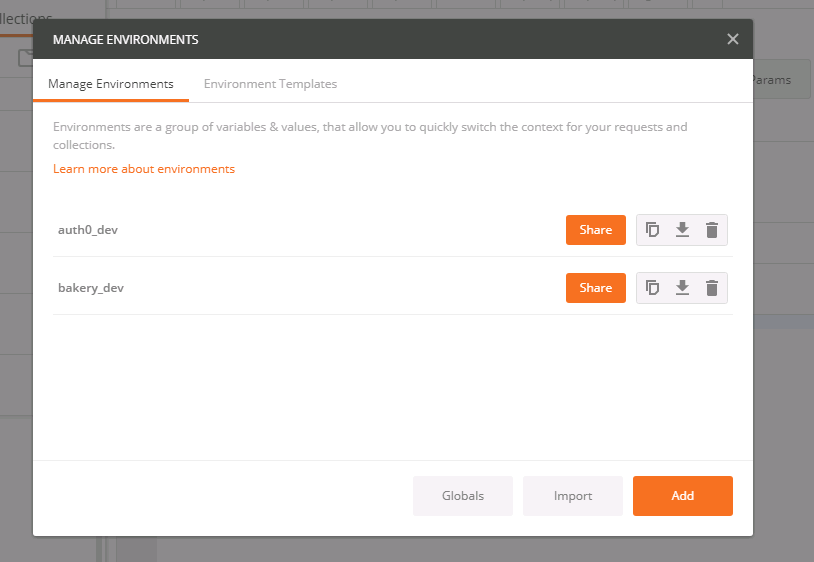 MANAGE ENVIRONMENTS
Manage Environments
Environment Templates
Params
Environments are a group of variables & values, that allow you to quickly switch the context for your requests and
collections.
Learn more about environments
auth0_dev
Share
bakery_dev
Share
Globals
Import
Add